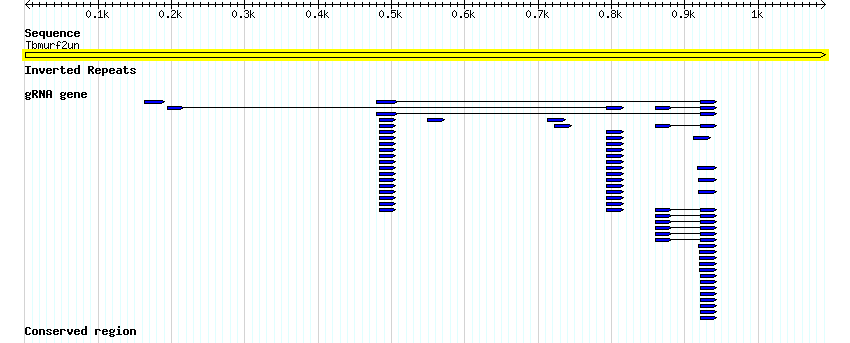 0.1k 0.2k 0.3k 0.4k 0.5k 0.6k 0.7k 0.8k 0.9k 1k
Sequence
Tbmurf2un
Inverted Repeats
gRNA gene
Conserved region